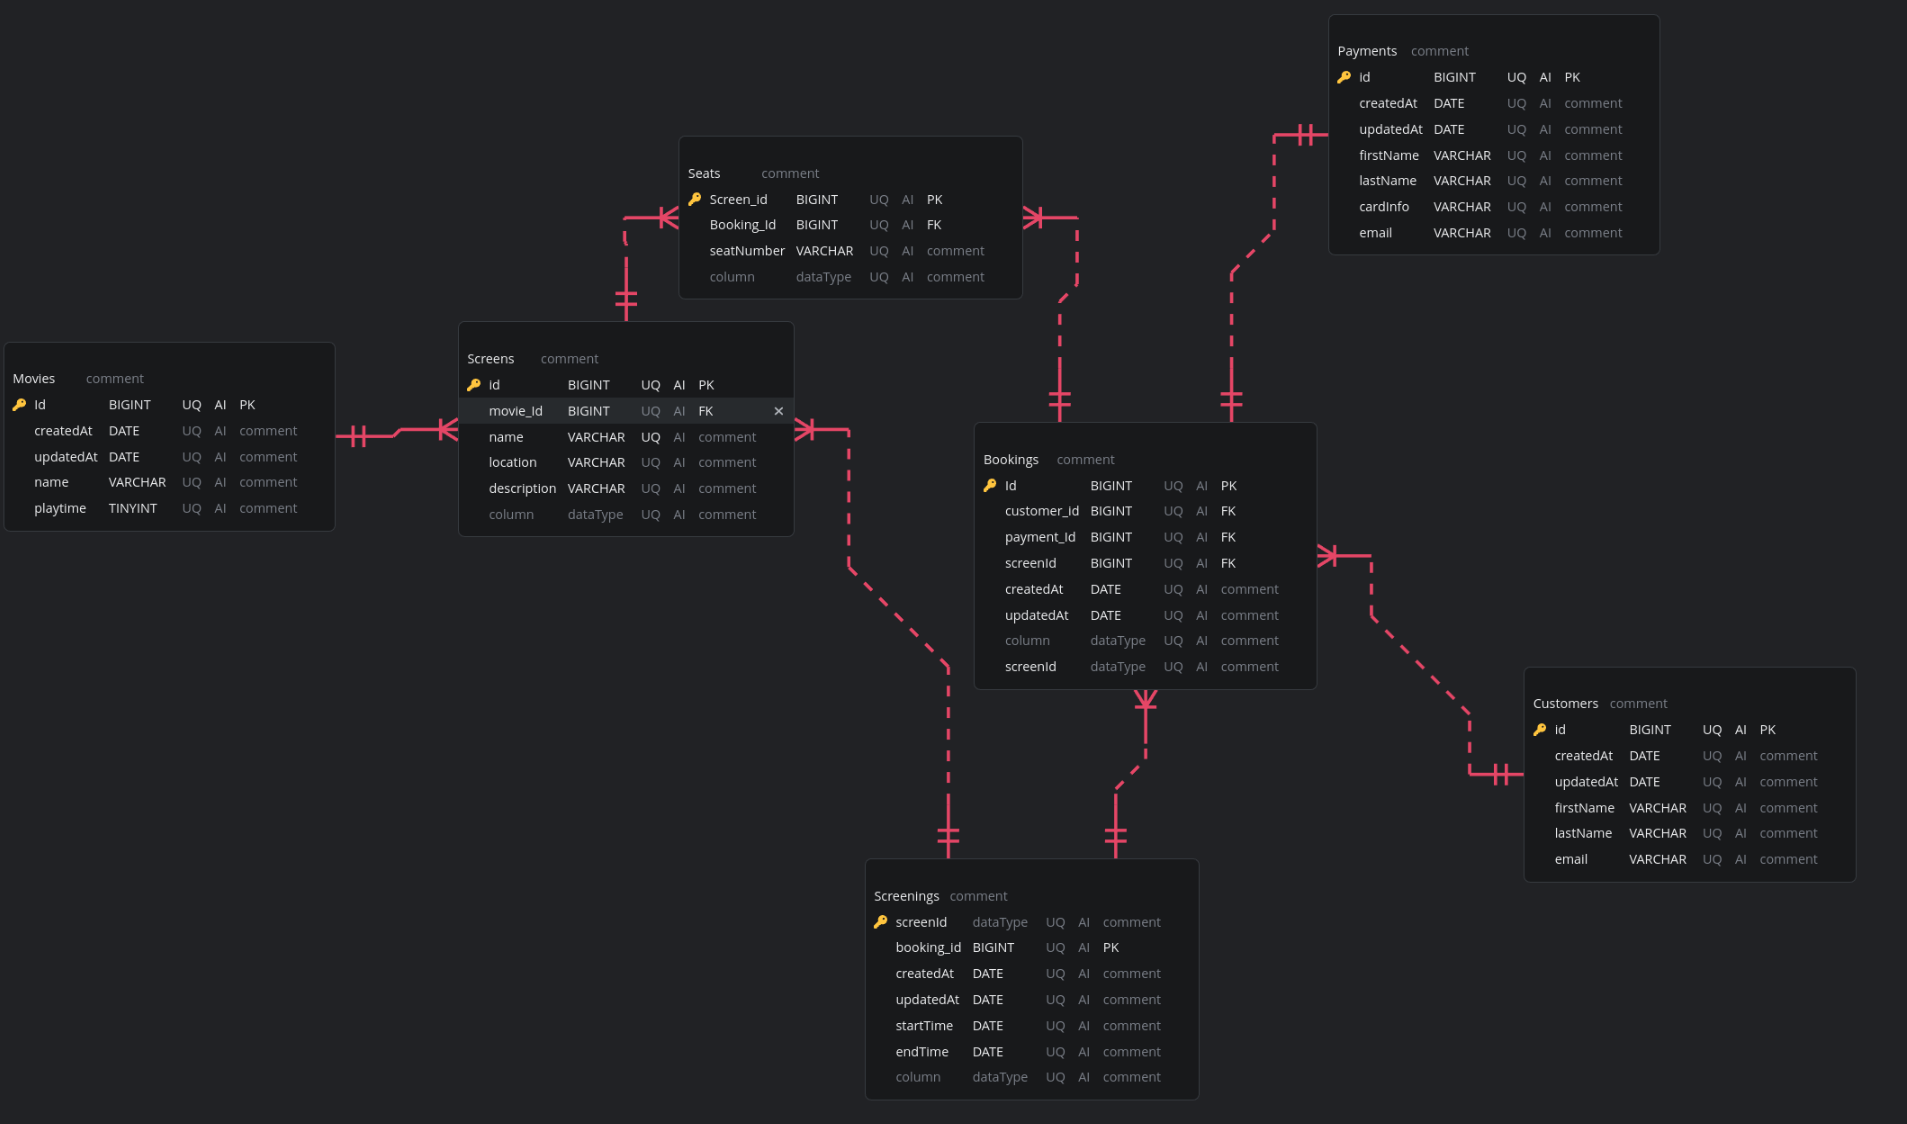 Payments comment
id BIGINT UQ AI PK
createdAt DATE UQ AI comment
updatedAt DATE UQ AI comment
firstName VARCHAR UQ AI comment
lastName VARCHAR UQ AI comment
cardInfo VARCHAR UQ AI comment
email VARCHAR UQ AI comment
Seats comment
Screen_id BIGINT UQ AI PK
Booking_Id BIGINT UQ AI FK
seatNumber VARCHAR UQ AI comment
column dataType UQ AI comment
Movies comment
Id BIGINT UQ AI PK
createdAt DATE UQ AI comment
updatedAt DATE UQ AI comment
name VARCHAR UQ AI comment
playtime TINYINT UQ AI comment
Screens comment
id BIGINT UQ AI PK
movie_Id BIGINT UQ AI FK
name VARCHAR UQ AI comment
location VARCHAR UQ AI comment
description VARCHAR UQ AI comment
column dataType UQ AI comment
Bookings comment
Id BIGINT UQ AI PK
customer_id BIGINT UQ AI FK
payment_Id BIGINT UQ AI FK
screenId BIGINT UQ AI FK
createdAt DATE UQ AI comment
updatedAt DATE UQ AI comment
column dataType UQ AI comment
screenId dataType UQ AI comment
Customers comment
id BIGINT UQ AI PK
createdAt DATE UQ AI comment
updatedAt DATE UQ AI comment
firstName VARCHAR UQ AI comment
lastName VARCHAR UQ AI comment
email VARCHAR UQ AI comment
Screenings comment
screenId dataType UQ AI comment
booking_id BIGINT UQ AI PK
createdAt DATE UQ AI comment
updatedAt DATE UQ AI comment
startTime DATE UQ AI comment
endTime DATE UQ AI comment
column dataType UQ AI comment